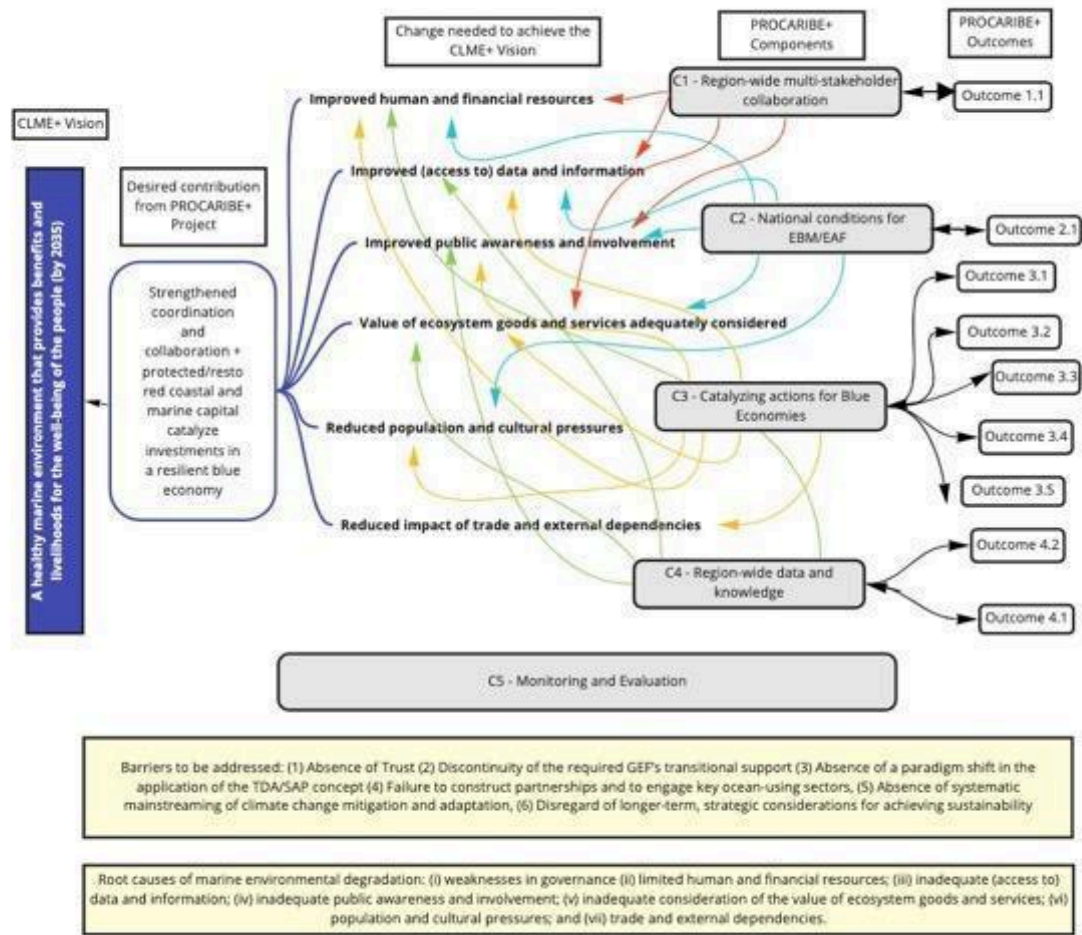 Change needed to achieve the
CLME+ Vision
PROCARIBE+
Components
PROCARIBE+
Outcomes
CLME+ Vision
A healthy marine environment that provides benefits and
livelihoods for the well-being of the people (by 2035)
Desired contribution
from PROCARIBE+
Project
Strengthened
coordination
and
collaboration +
protected/resto
red coastal and
marine capital
catalyze
investments in
a resilient blue
economy
Improved human and financial resources
Improved (access to) data and information
Improved public awareness and involvement
Value of ecosystem goods and services adequately considered
Reduced population and cultural pressures
Reduced impact of trade and external dependencies
C1 - Region-wide multi-stakeholder
collaboration
C2 - National conditions for
EBM/EAF
C3 - Catalyzing actions for Blue
Economies
C4 - Region-wide data and
knowledge
Outcome 1.1
Outcome 2.1
Outcome 3.1
Outcome 3.2
Outcome 3.3
Outcome 3.4
Outcome 3.5
Outcome 4.2
Outcome 4.1
C5 - Monitoring and Evaluation
Barriers to be addressed: (1) Absence of Trust (2) Discontinuity of the required GEF's transitional support (3) Absence of a paradigm shift in the
application of the TDA/SAP concept (4) Failure to construct partnerships and to engage key ocean-using sectors, (5) Absence of systematic
mainstreaming of climate change mitigation and adaptation, (6) Disregard of longer-term, strategic considerations for achieving sustainability
Root causes of marine environmental degradation: (i) weaknesses in governance (ii) limited human and financial resources; (iii) inadequate (access to)
data and information; (iv) inadequate public awareness and involvement; (v) inadequate consideration of the value of ecosystem goods and services; (vi)
population and cultural pressures; and (vii) trade and external dependencies.